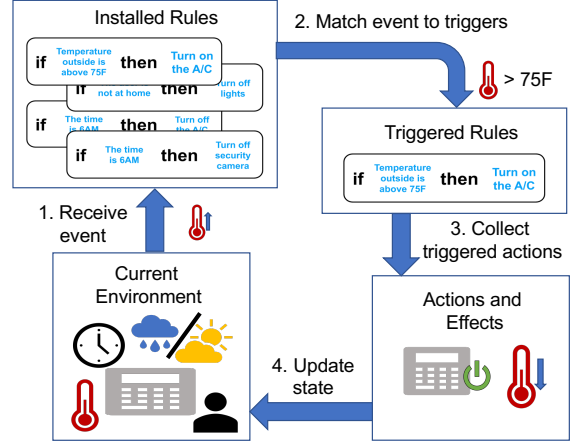 Installed Rules
if Temperature outside is above 75F then Turn on the A/C
if not at home then Turn off lights
if The time is 6AM then Turn off the A/C
if The time is 6AM then Turn off security camera
2. Match event to triggers
> 75F
Triggered Rules
if Temperature outside is above 75F then Turn on the A/C
1. Receive
event
3. Collect
triggered actions
Current
Environment
Actions and
Effects
4. Update
state